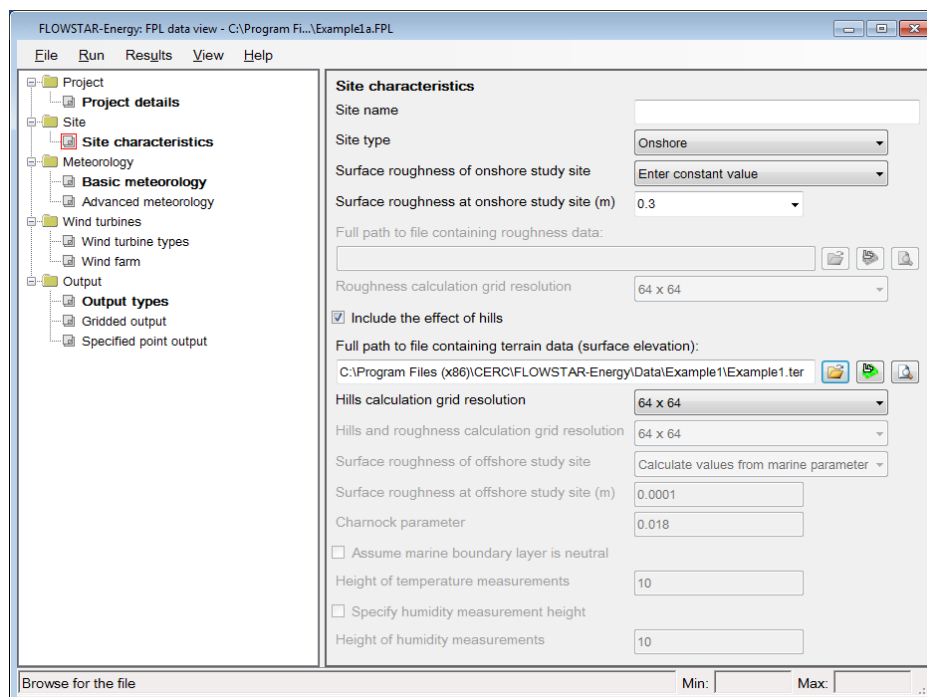 FLOWSTAR-Energy: FPL data view - C:\Program Fi...\Example1a.FPL
File Run Results View Help
Project
Project details
Site
Site characteristics
Meteorology
Basic meteorology
Advanced meteorology
Wind turbines
Wind turbine types
Wind farm
Output
Output types
Gridded output
Specified point output
Site characteristics
Site name
Site type Onshore
Surface roughness of onshore study site Enter constant value
Surface roughness at onshore study site (m) 0.3
Full path to file containing roughness data:
Roughness calculation grid resolution 64 x 64
Include the effect of hills
Full path to file containing terrain data (surface elevation):
C:\Program Files (x86)\CERC\FLOWSTAR-Energy\Data\Example1\Example1.ter
Hills calculation grid resolution 64 x 64
Hills and roughness calculation grid resolution 64 x 64
Surface roughness of offshore study site Calculate values from marine parameter
Surface roughness at offshore study site (m) 0.0001
Charnock parameter 0.018
Assume marine boundary layer is neutral
Height of temperature measurements 10
Specify humidity measurement height
Height of humidity measurements 10
Browse for the file Min: Max: